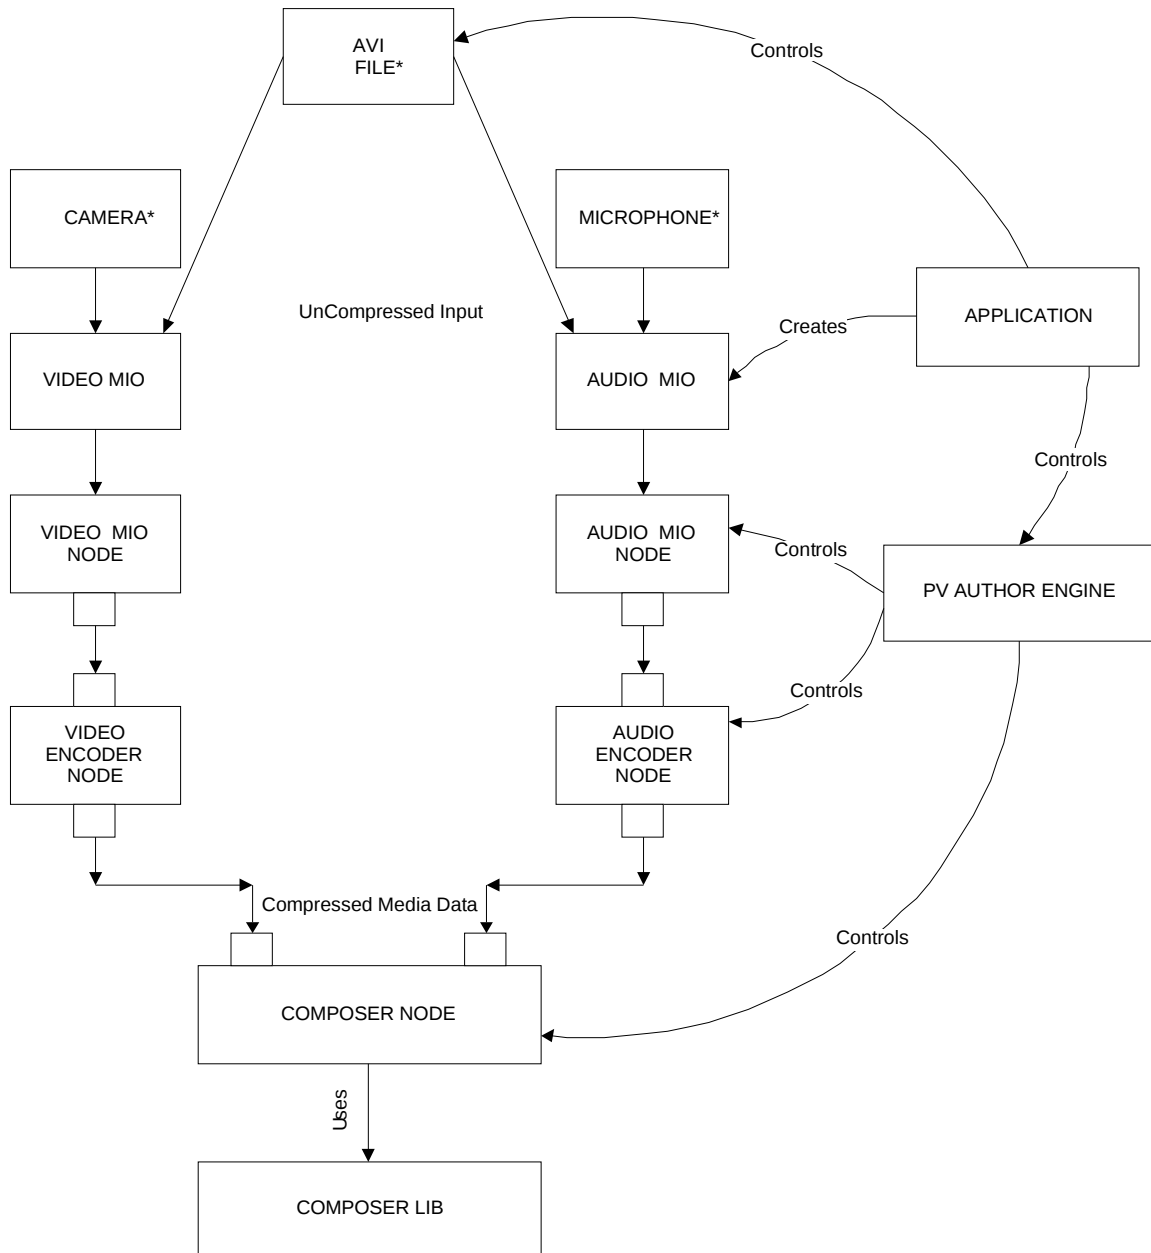 AVI
FILE*
Controls
CAMERA*
MICROPHONE*
UnCompressed Input
APPLICATION
Creates
VIDEO MIO
AUDIO MIO
Controls
VIDEO MIO
NODE
AUDIO MIO
NODE
Controls
PV AUTHOR ENGINE
Controls
VIDEO
ENCODER
NODE
AUDIO
ENCODER
NODE
Compressed Media Data
Controls
COMPOSER NODE
Uses
COMPOSER LIB